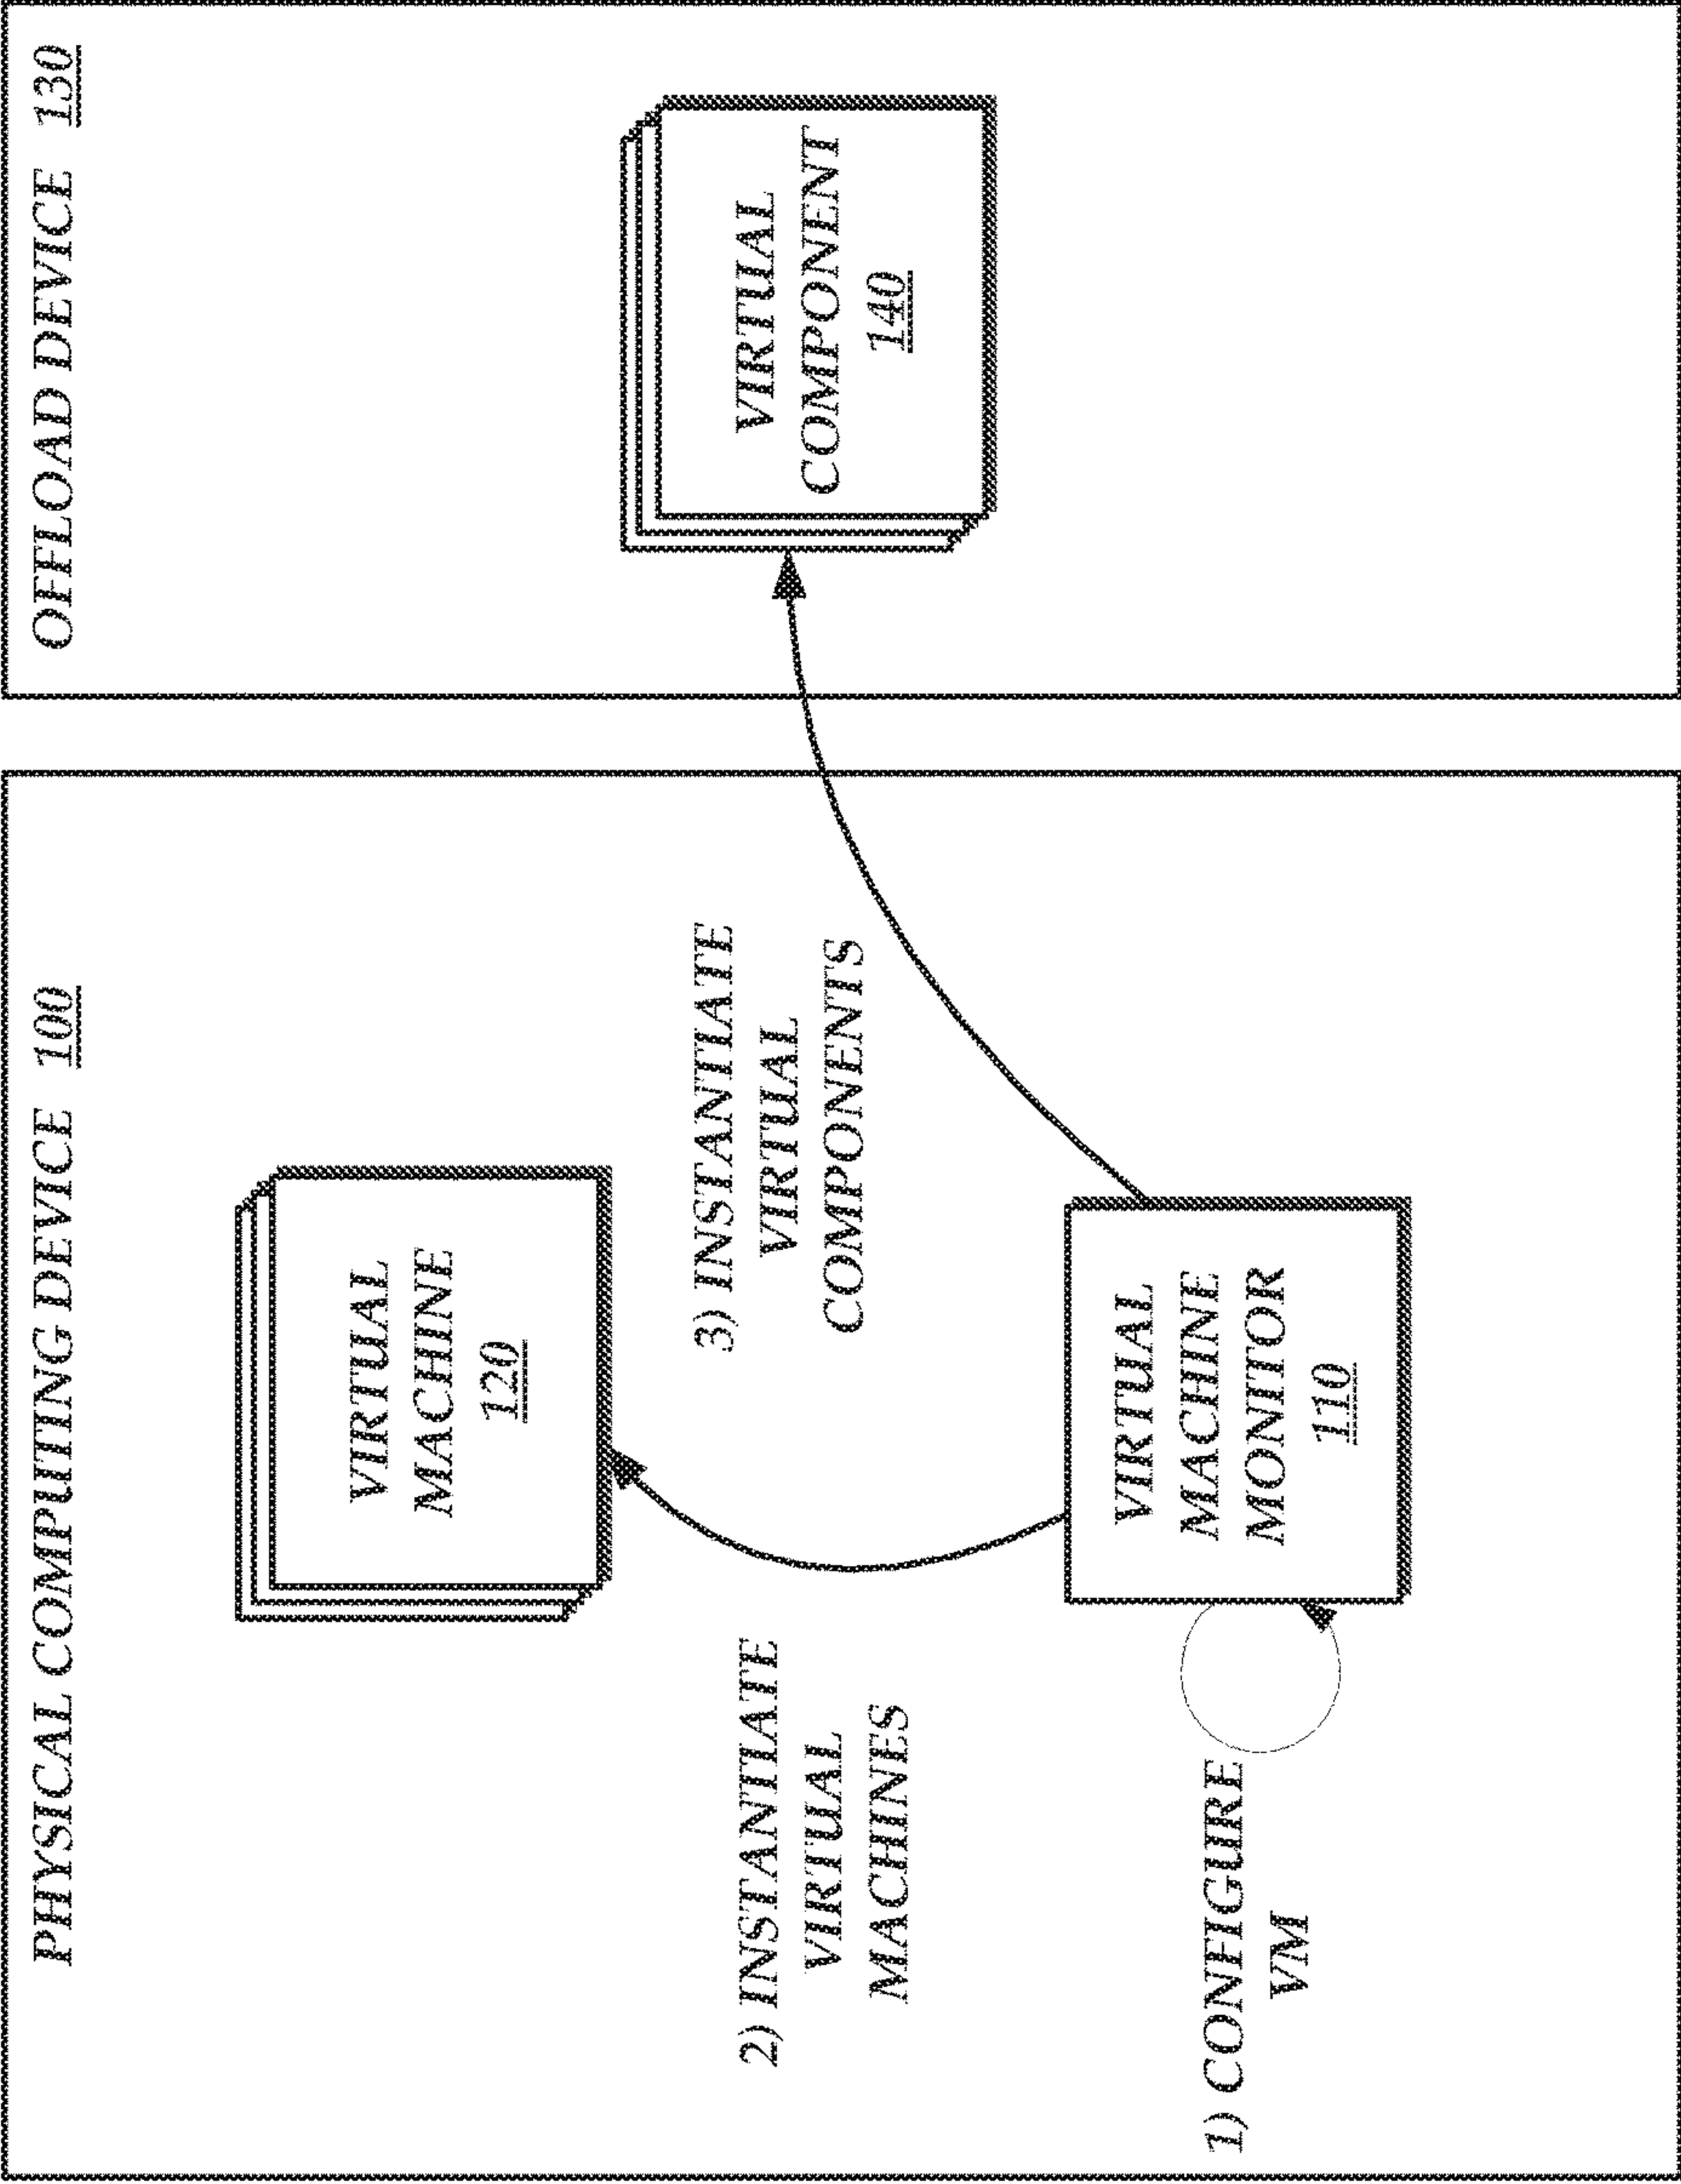 PHYSICAL COMPUTING DEVICE 100
VIRTUAL
MACHINE
120
2) INSTANTIATE
VIRTUAL
MACHINES
3) INSTANTIATE
VIRTUAL
COMPONENTS
1) CONFIGURE
VM
VIRTUAL
MACHINE
MONITOR
110
OFFLOAD DEVICE 130
VIRTUAL
COMPONENT
140